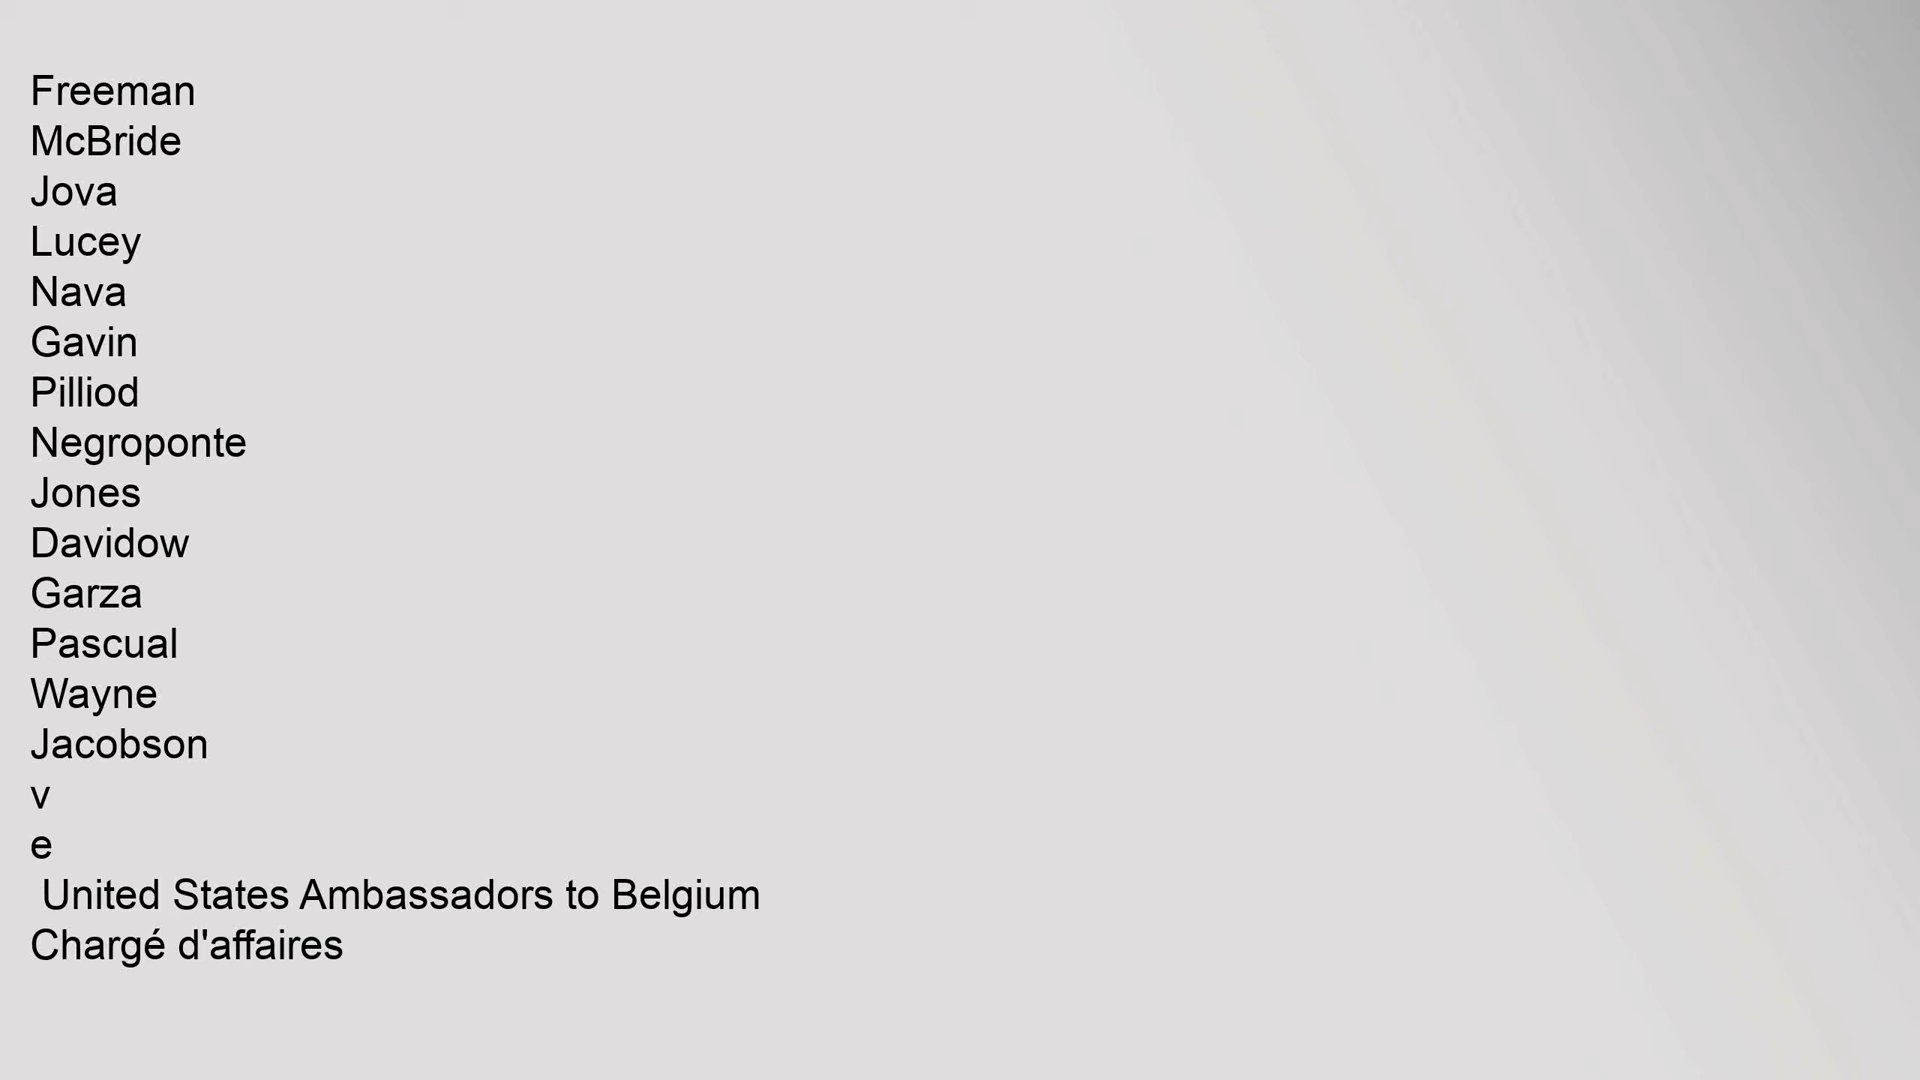 Freeman
McBride
Jova
Lucey
Nava
Gavin
Pilliod
Negroponte
Jones
Davidow
Garza
Pascual
Wayne
Jacobson
v
e
United States Ambassadors to Belgium
Chargé d'affaires